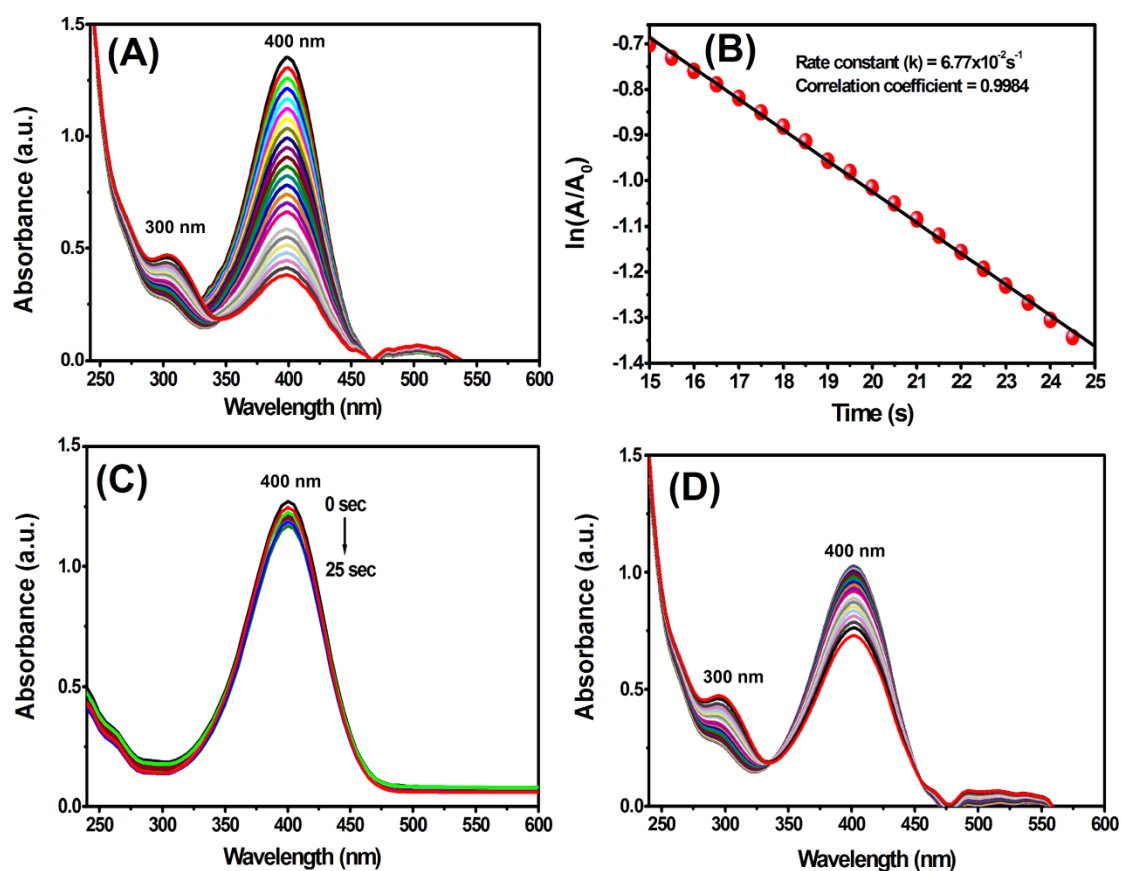 (A)
400 nm
300 nm
Absorbance (a.u.)
1.5
1.0
0.5
0.0
250 300 350 400 450 500 550 600
Wavelength (nm)
(B)
Rate constant (k) = 6.77x10⁻²s⁻¹
Correlation coefficient = 0.9984
ln(A/A₀)
-0.7
-0.8
-0.9
-1.0
-1.1
-1.2
-1.3
-1.4
15 16 17 18 19 20 21 22 23 24 25
Time (s)
(C)
400 nm
0 sec
25 sec
Absorbance (a.u.)
1.5
1.0
0.5
0.0
250 300 350 400 450 500 550 600
Wavelength (nm)
(D)
400 nm
300 nm
Absorbance (a.u.)
1.5
1.0
0.5
0.0
250 300 350 400 450 500 550 600
Wavelength (nm)